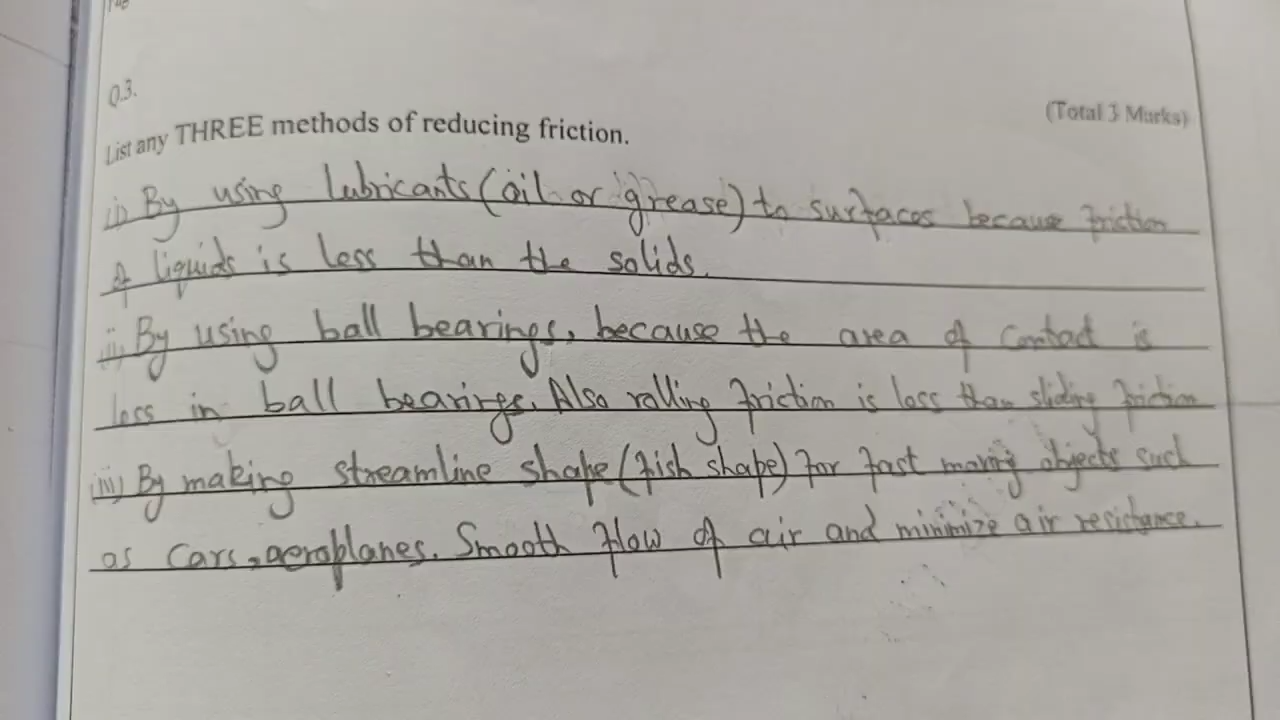 Q.3.
(Total 3 Marks)
List any THREE methods of reducing friction.
i) By using lubricants (oil or grease) to surfaces because friction
of liquids is less than the solids.
ii) By using ball bearings, because the area of contact is
less in ball bearings. Also rolling friction is less than sliding friction
iii) By making streamline shape (fish shape) for fast moving objects such
as cars, aeroplanes. Smooth flow of air and minimize air resistance.